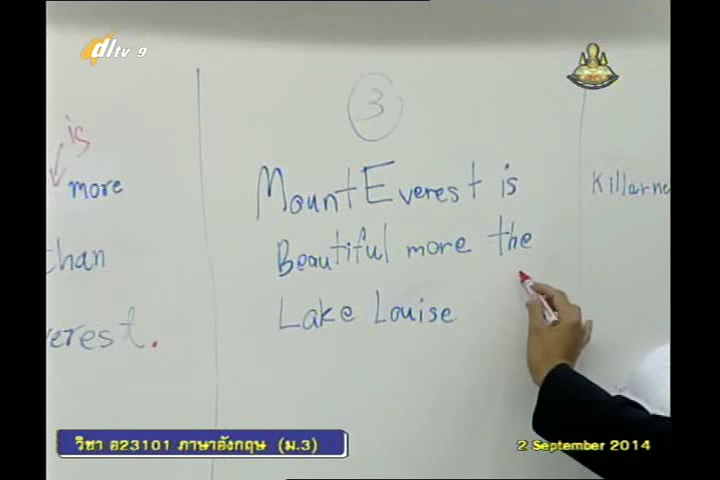 dltv 9
is
more
than
erest.
3
Mount Everest is
Beautiful more the
Lake Louise
Killarne
วิชา อ23101 ภาษาอังกฤษ (ม.3)
2 September 2014